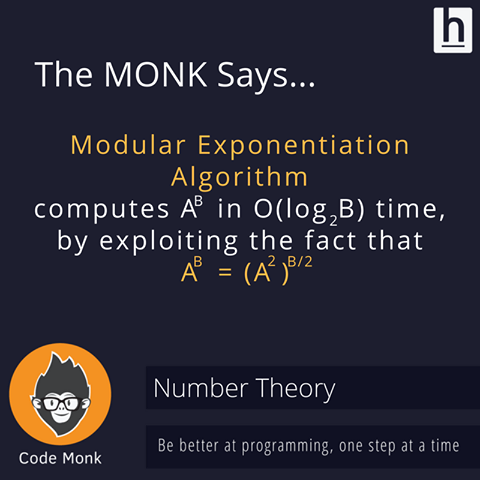 h
The MONK Says...
Modular Exponentiation
Algorithm
computes A^B in O(log₂B) time,
by exploiting the fact that
A^B = (A^2)^B/2
Number Theory
Be better at programming, one step at a time
Code Monk